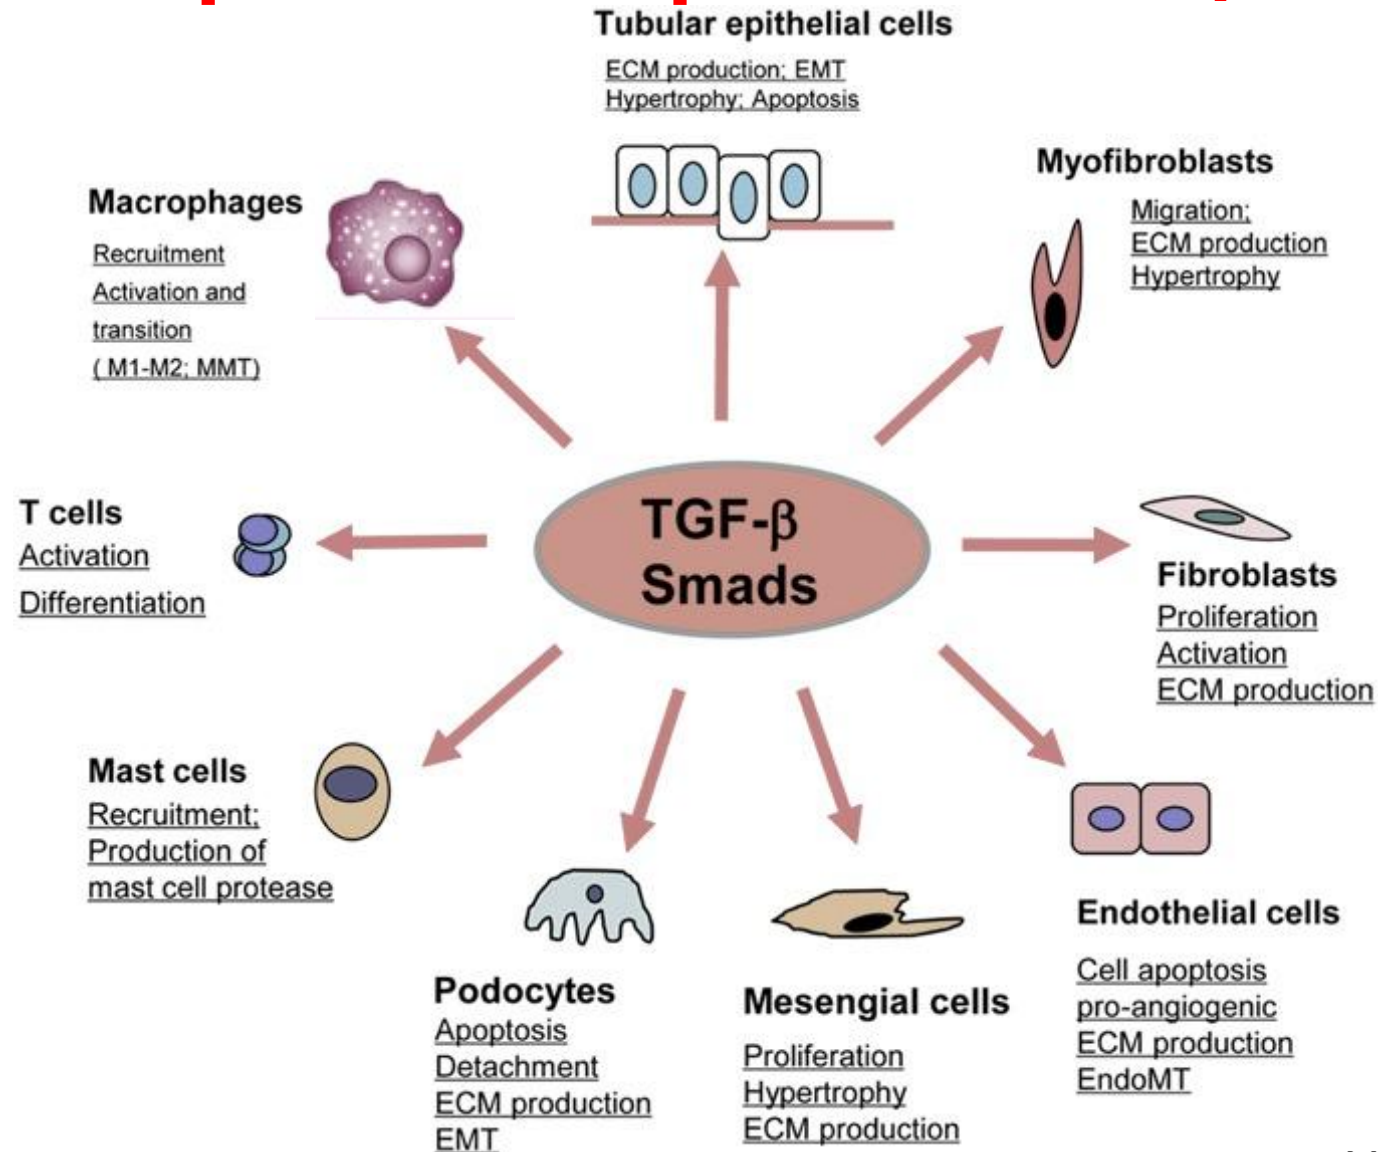 Tubular epithelial cells
ECM production; EMT
Hypertrophy; Apoptosis
Macrophages
Recruitment
Activation and
transition
( M1-M2; MMT)
Myofibroblasts
Migration;
ECM production
Hypertrophy
T cells
Activation
Differentiation
TGF-β
Smads
Fibroblasts
Proliferation
Activation
ECM production
Mast cells
Recruitment;
Production of
mast cell protease
Podocytes
Apoptosis
Detachment
ECM production
EMT
Mesengial cells
Proliferation
Hypertrophy
ECM production
Endothelial cells
Cell apoptosis
pro-angiogenic
ECM production
EndoMT